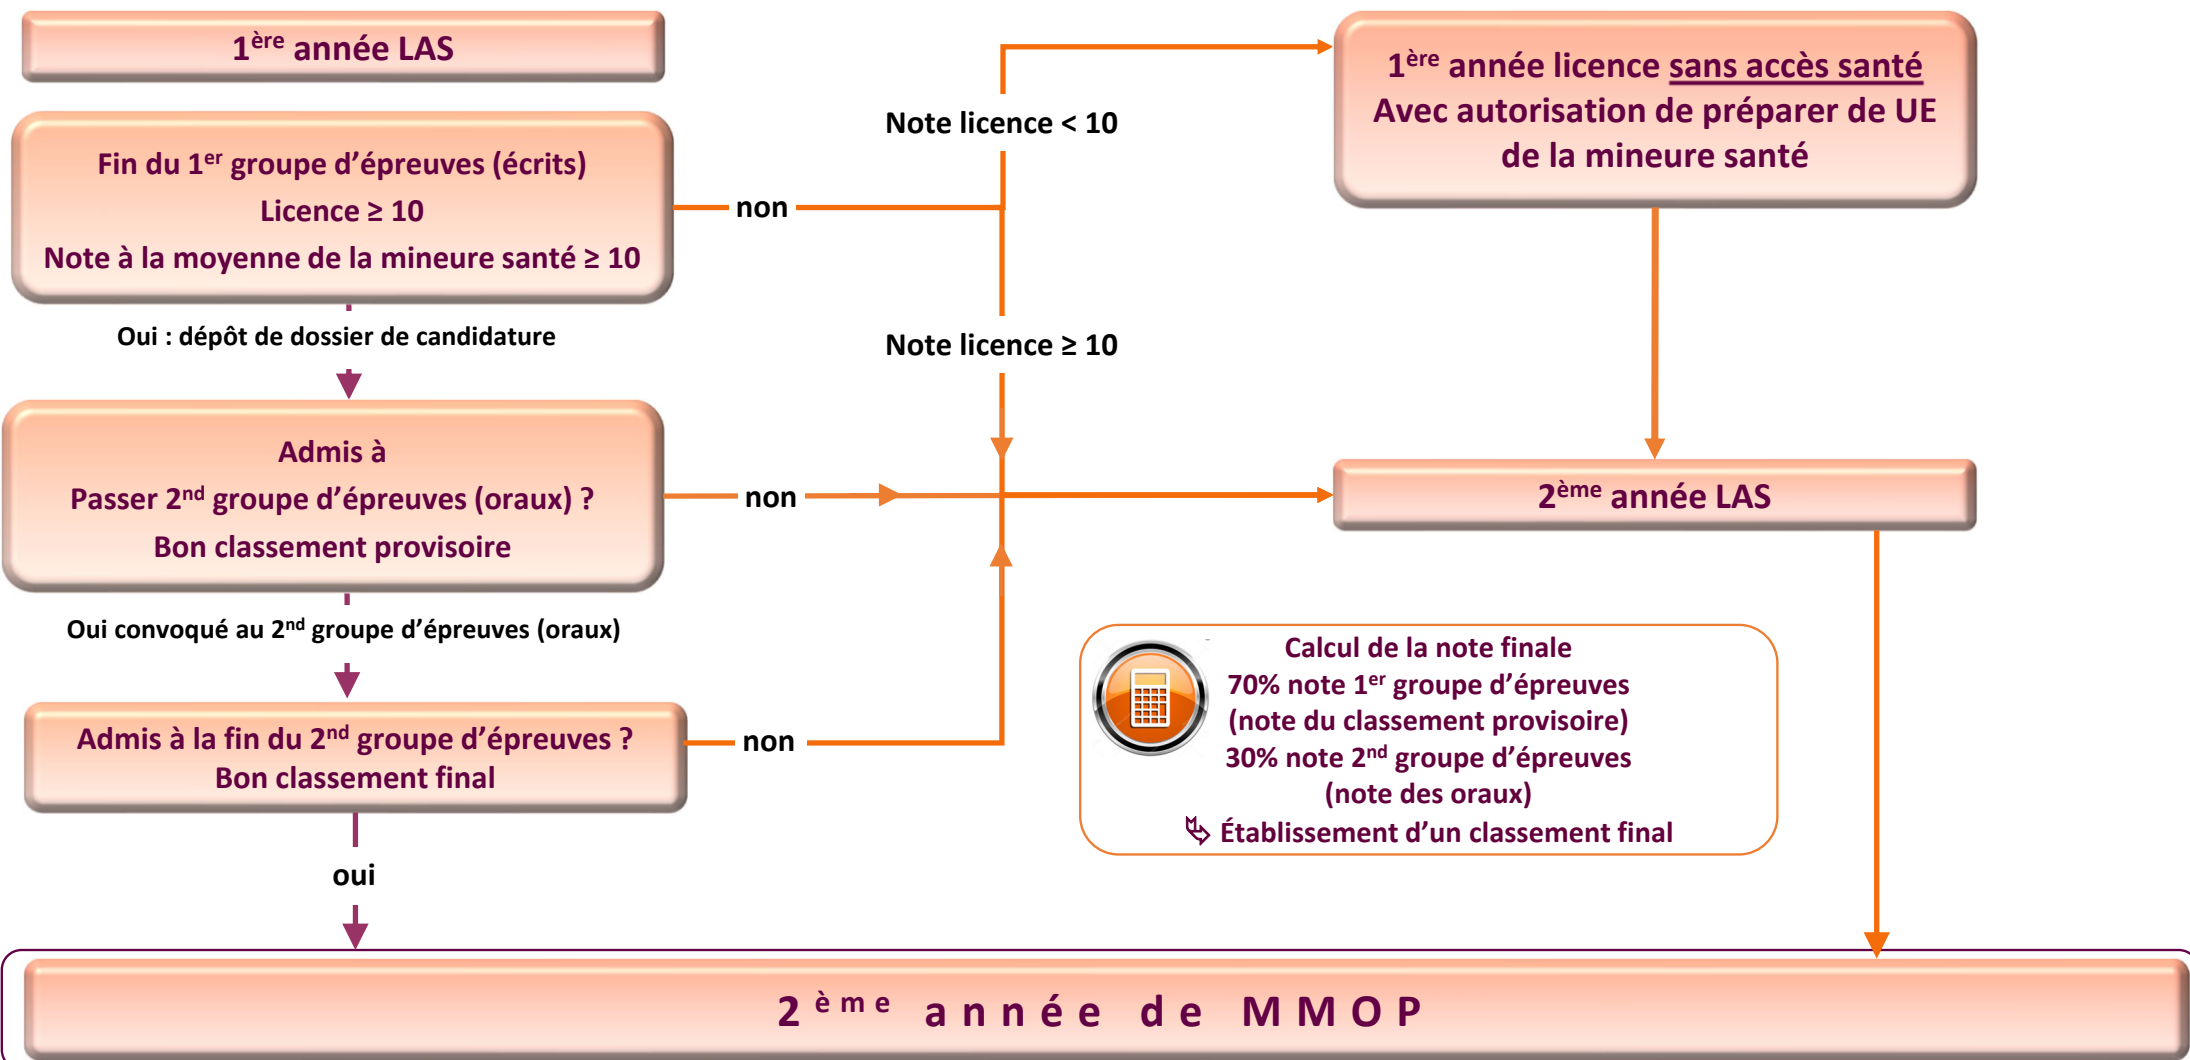 1ère année LAS
Fin du 1er groupe d’épreuves (écrits)
Licence ≥ 10
Note à la moyenne de la mineure santé ≥ 10
non
Note licence < 10
Note licence ≥ 10
1ère année licence sans accès santé
Avec autorisation de préparer de UE
de la mineure santé
Oui : dépôt de dossier de candidature
Admis à
Passer 2nd groupe d’épreuves (oraux) ?
Bon classement provisoire
non
2ème année LAS
Oui convoqué au 2nd groupe d’épreuves (oraux)
Admis à la fin du 2nd groupe d’épreuves ?
Bon classement final
non
Calcul de la note finale
70% note 1er groupe d’épreuves
(note du classement provisoire)
30% note 2nd groupe d’épreuves
(note des oraux)
Établissement d’un classement final
oui
2ème année de MMOP